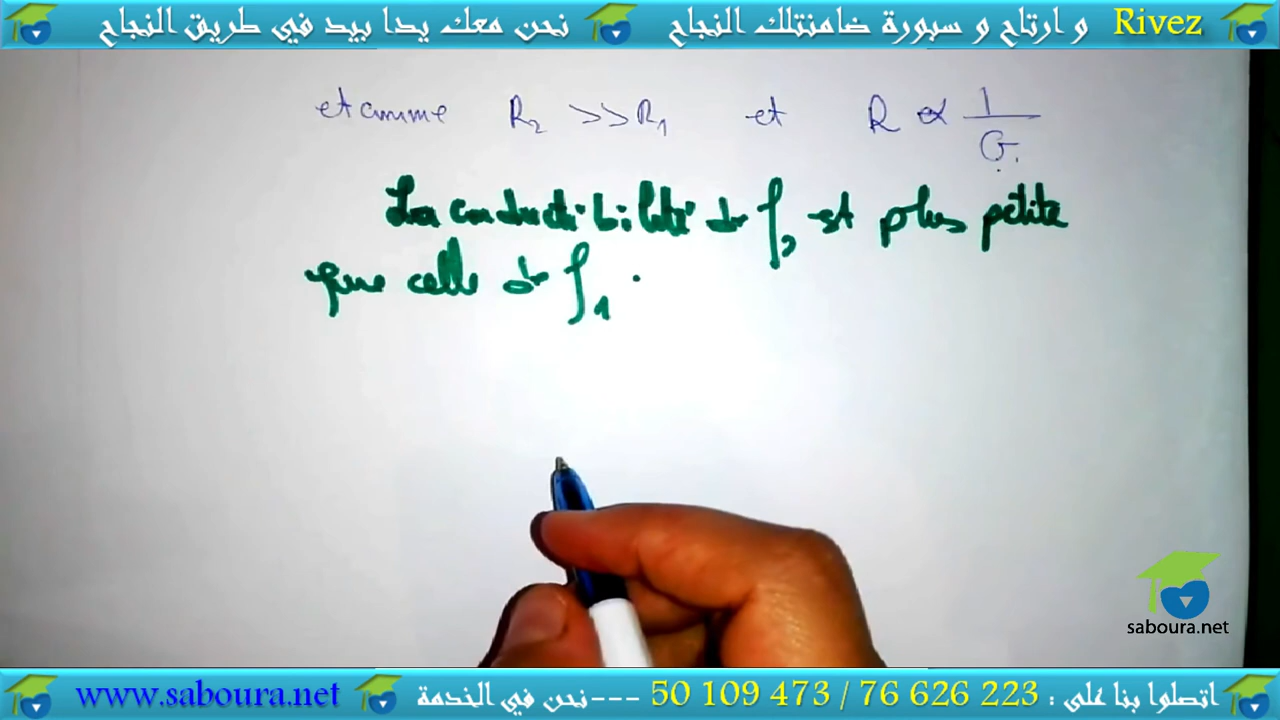 نحن معك يدا بيد في طريق النجاح و ارتاح و سبورة ضامنتلك النجاح Rivez
et comme R₂ >> R₁ et R ∝ 1/G.
La conductibilité de f₂ est plus petite
que celle de f₁.
saboura.net
www.saboura.net نحن في الخدمة --- 50 109 473 / 76 626 223 : اتصلوا بنا على